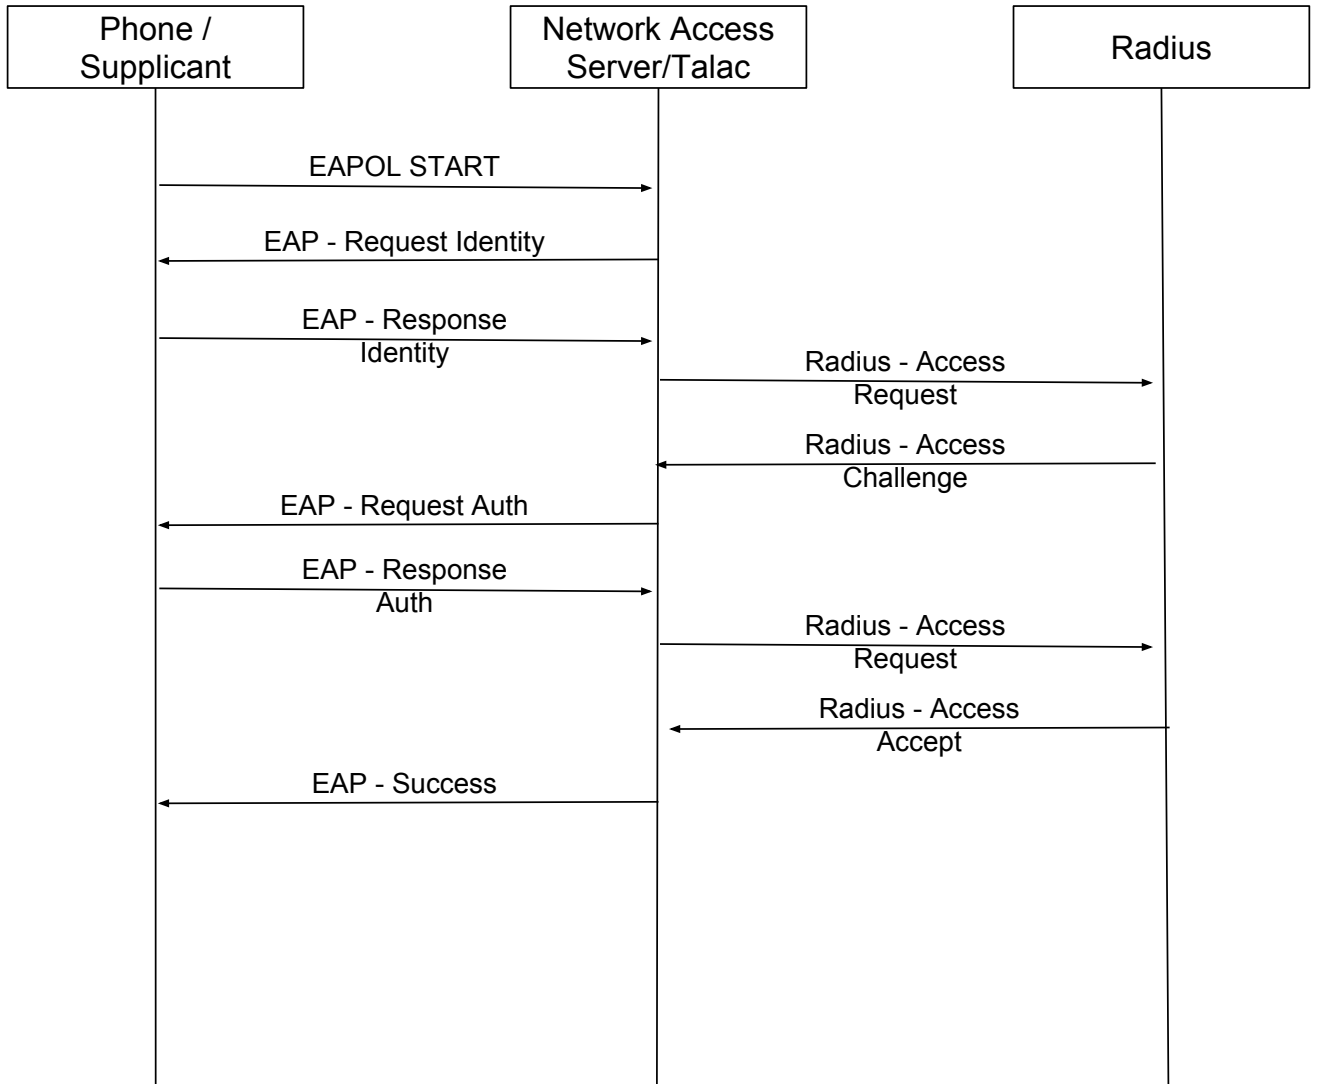 Phone /
Supplicant
Network Access
Server/Talac
Radius
EAPOL START
EAP - Request Identity
EAP - Response
Identity
Radius - Access
Request
Radius - Access
Challenge
EAP - Request Auth
EAP - Response
Auth
Radius - Access
Request
Radius - Access
Accept
EAP - Success